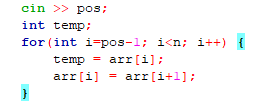 cin >> pos;
int temp;
for(int i=pos-1; i<n; i++) {
temp = arr[i];
arr[i] = arr[i+1];
}